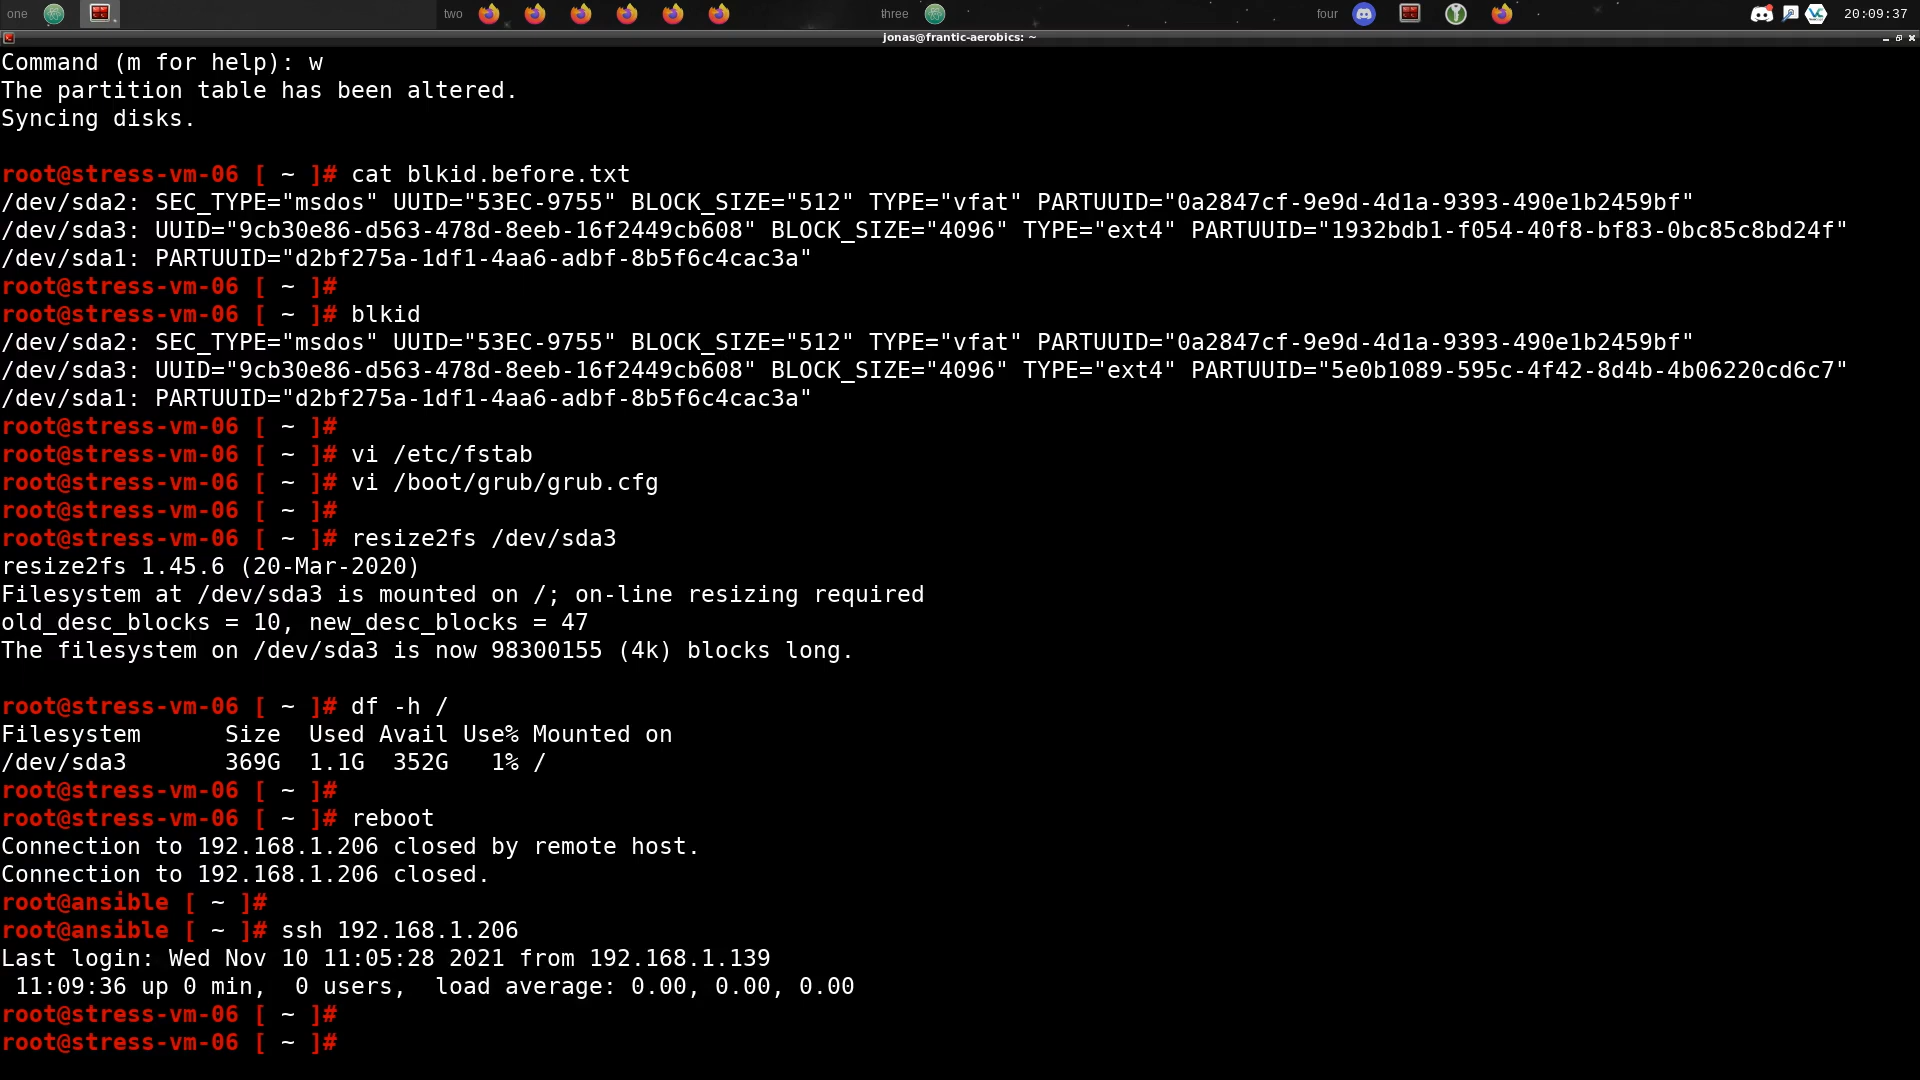 one two three four 20:09:37
jonas@frantic-aerobics: ~
Command (m for help): w
The partition table has been altered.
Syncing disks.
root@stress-vm-06 [ ~ ]# cat blkid.before.txt
/dev/sda2: SEC_TYPE="msdos" UUID="53EC-9755" BLOCK_SIZE="512" TYPE="vfat" PARTUUID="0a2847cf-9e9d-4d1a-9393-490e1b2459bf"
/dev/sda3: UUID="9cb30e86-d563-478d-8eeb-16f2449cb608" BLOCK_SIZE="4096" TYPE="ext4" PARTUUID="1932bdb1-f054-40f8-bf83-0bc85c8bd24f"
/dev/sda1: PARTUUID="d2bf275a-1df1-4aa6-adbf-8b5f6c4cac3a"
root@stress-vm-06 [ ~ ]#
root@stress-vm-06 [ ~ ]# blkid
/dev/sda2: SEC_TYPE="msdos" UUID="53EC-9755" BLOCK_SIZE="512" TYPE="vfat" PARTUUID="0a2847cf-9e9d-4d1a-9393-490e1b2459bf"
/dev/sda3: UUID="9cb30e86-d563-478d-8eeb-16f2449cb608" BLOCK_SIZE="4096" TYPE="ext4" PARTUUID="5e0b1089-595c-4f42-8d4b-4b06220cd6c7"
/dev/sda1: PARTUUID="d2bf275a-1df1-4aa6-adbf-8b5f6c4cac3a"
root@stress-vm-06 [ ~ ]#
root@stress-vm-06 [ ~ ]# vi /etc/fstab
root@stress-vm-06 [ ~ ]# vi /boot/grub/grub.cfg
root@stress-vm-06 [ ~ ]#
root@stress-vm-06 [ ~ ]# resize2fs /dev/sda3
resize2fs 1.45.6 (20-Mar-2020)
Filesystem at /dev/sda3 is mounted on /; on-line resizing required
old_desc_blocks = 10, new_desc_blocks = 47
The filesystem on /dev/sda3 is now 98300155 (4k) blocks long.
root@stress-vm-06 [ ~ ]# df -h /
Filesystem      Size  Used Avail Use% Mounted on
/dev/sda3       369G  1.1G  352G   1% /
root@stress-vm-06 [ ~ ]#
root@stress-vm-06 [ ~ ]# reboot
Connection to 192.168.1.206 closed by remote host.
Connection to 192.168.1.206 closed.
root@ansible [ ~ ]#
root@ansible [ ~ ]# ssh 192.168.1.206
Last login: Wed Nov 10 11:05:28 2021 from 192.168.1.139
 11:09:36 up 0 min,  0 users,  load average: 0.00, 0.00, 0.00
root@stress-vm-06 [ ~ ]#
root@stress-vm-06 [ ~ ]#